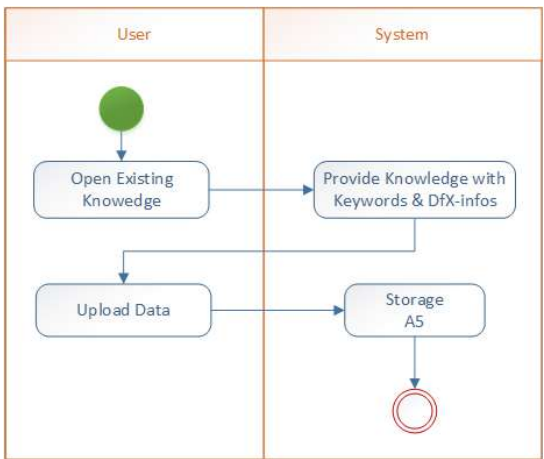 User
System
Open Existing
Knowedge
Provide Knowledge with
Keywords & DfX-infos
Upload Data
Storage
A5